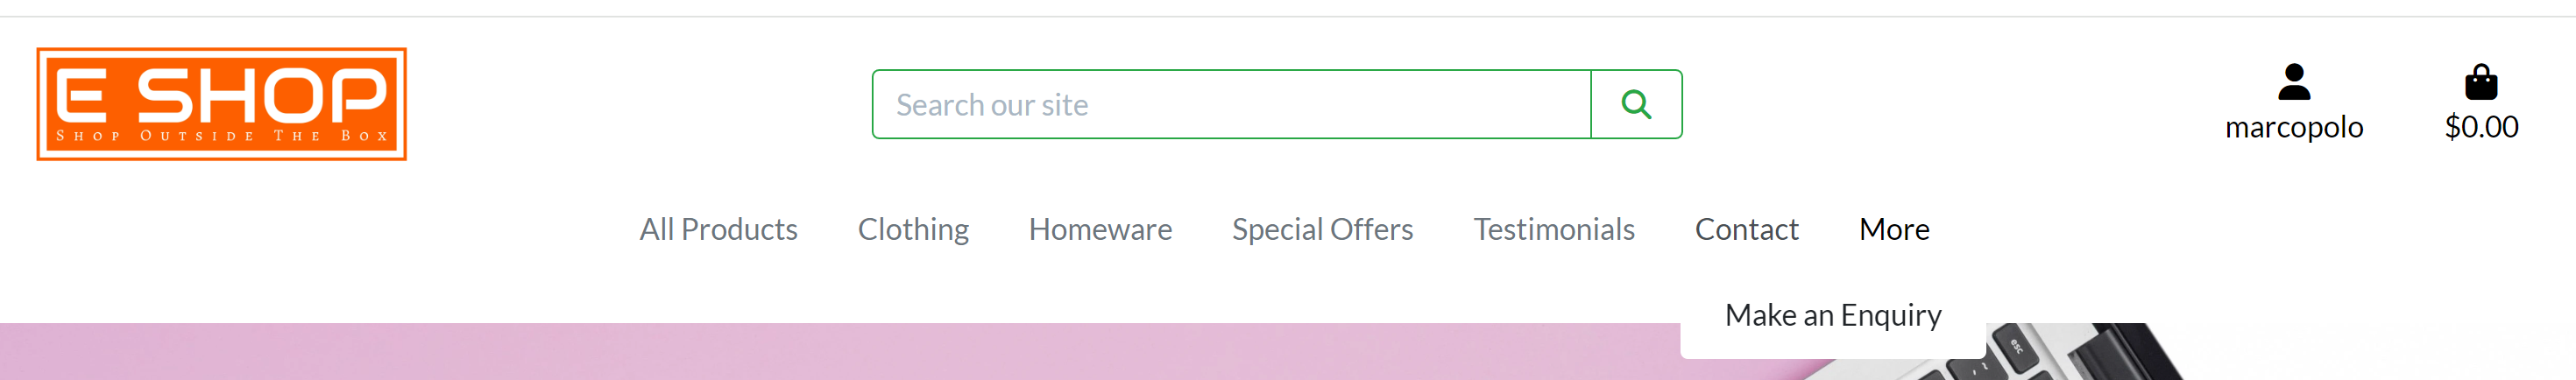 E SHOP
Shop Outside The Box
Search our site
marcopolo
$0.00
All Products
Clothing
Homeware
Special Offers
Testimonials
Contact
More
Make an Enquiry
esc